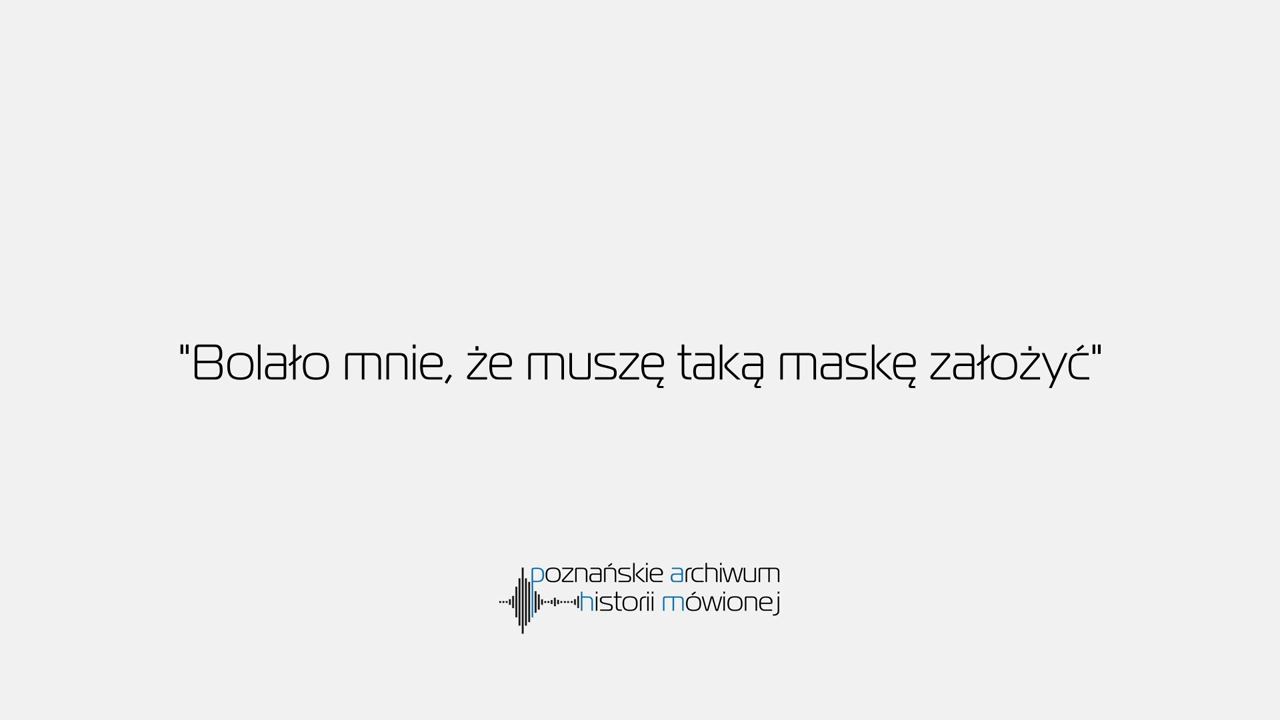 "Bolało mnie, że muszę taką maskę założyć"
poznańskie archiwum
historii mówionej